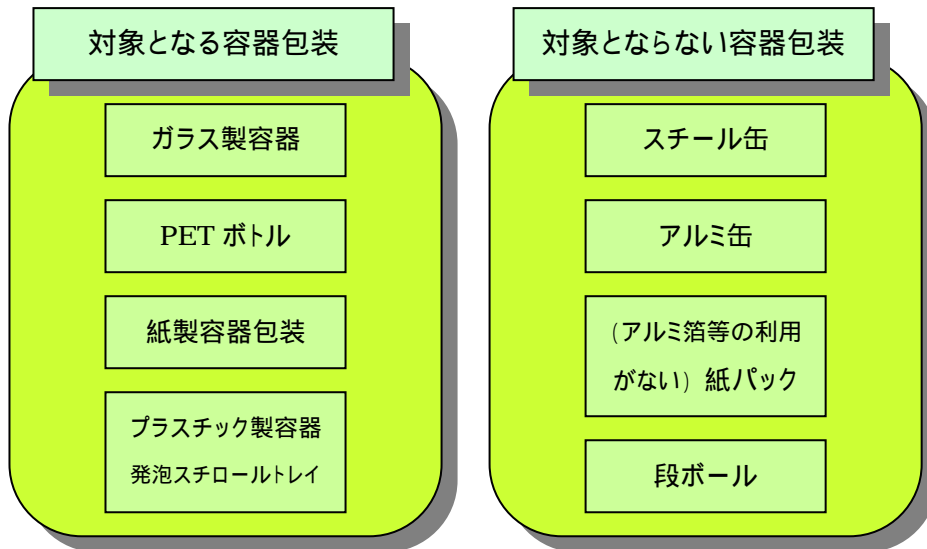 対象となる容器包装
ガラス製容器
PET ボトル
紙製容器包装
プラスチック製容器
発泡スチロールトレイ
対象とならない容器包装
スチール缶
アルミ缶
(アルミ箔等の利用
がない) 紙パック
段ボール